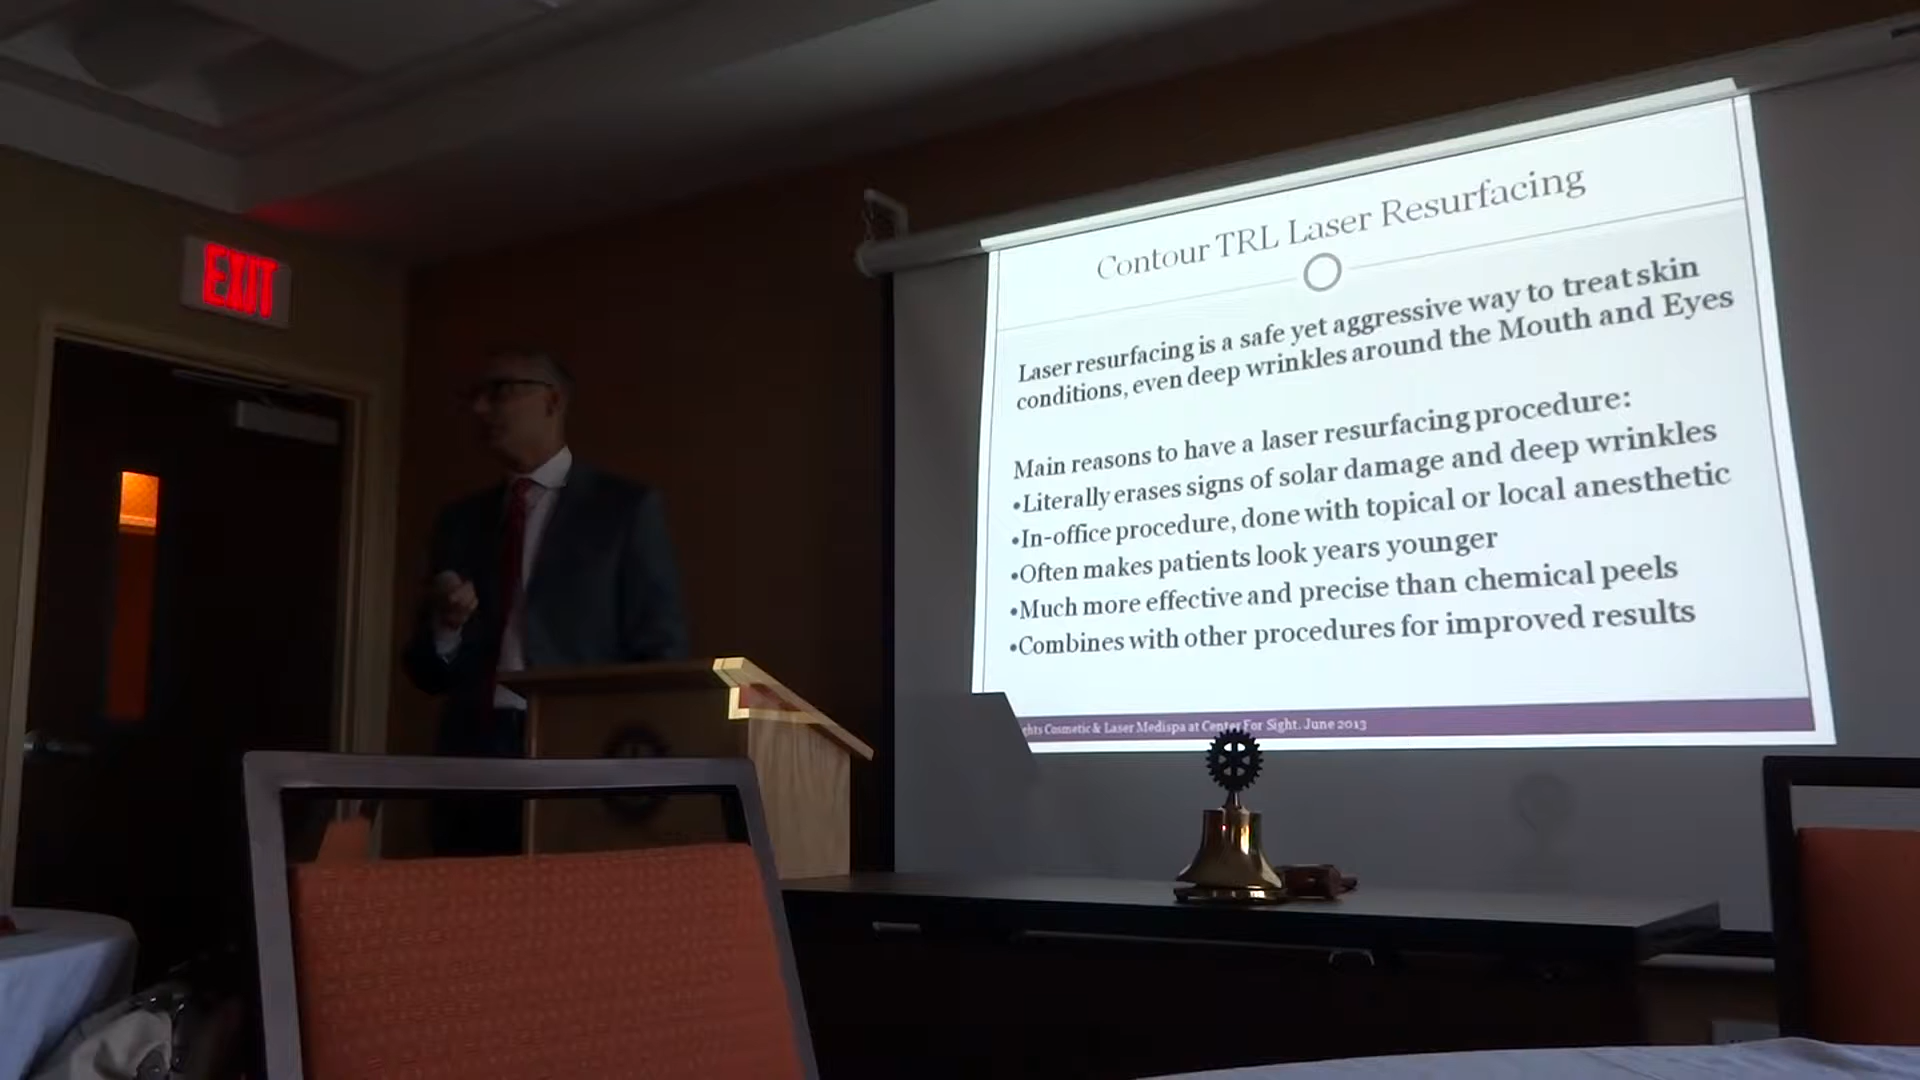 EXIT
Contour TRL Laser Resurfacing
Laser resurfacing is a safe yet aggressive way to treat skin
conditions, even deep wrinkles around the Mouth and Eyes
Main reasons to have a laser resurfacing procedure:
•Literally erases signs of solar damage and deep wrinkles
•In-office procedure, done with topical or local anesthetic
•Often makes patients look years younger
•Much more effective and precise than chemical peels
•Combines with other procedures for improved results
Cosmetic & Laser Medispa at Center For Sight. June 2013